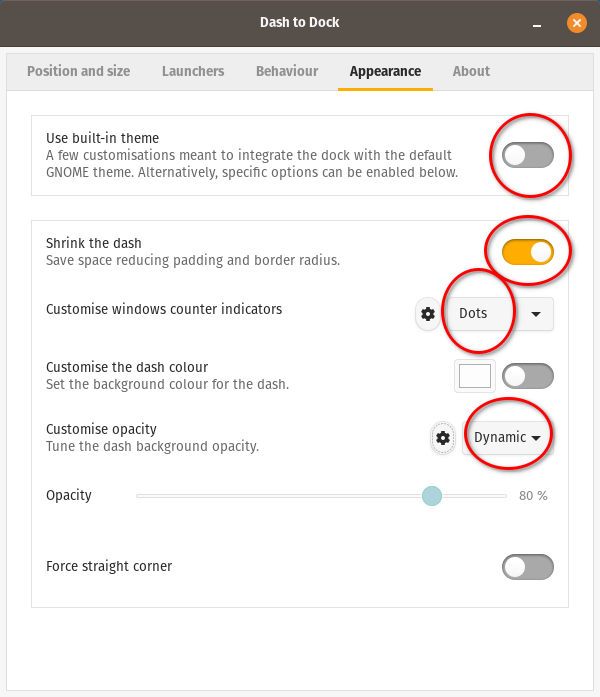 Dash to Dock
Position and size
Launchers
Behaviour
Appearance
About
Use built-in theme
A few customisations meant to integrate the dock with the default
GNOME theme. Alternatively, specific options can be enabled below.
Shrink the dash
Save space reducing padding and border radius.
Customise windows counter indicators
Dots
Customise the dash colour
Set the background colour for the dash.
Customise opacity
Tune the dash background opacity.
Dynamic
Opacity
80 %
Force straight corner